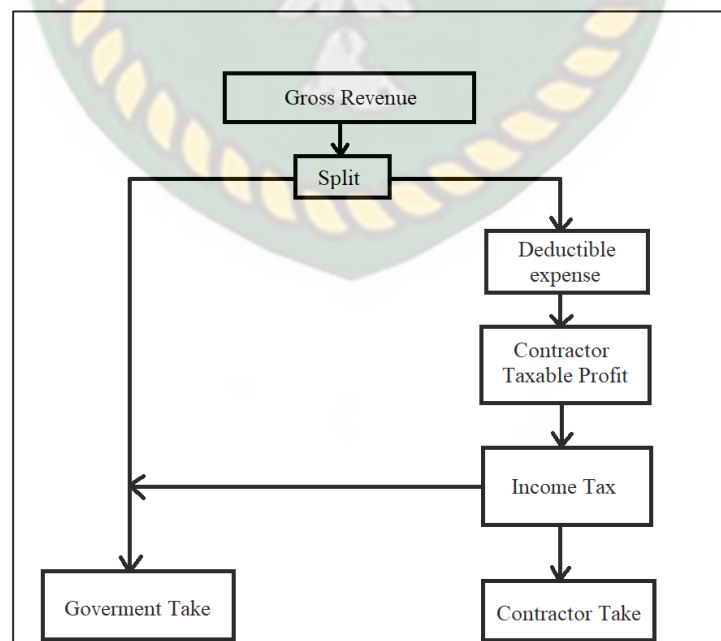 Gross Revenue
Split
Deductible
expense
Contractor
Taxable Profit
Income Tax
Goverment Take
Contractor Take